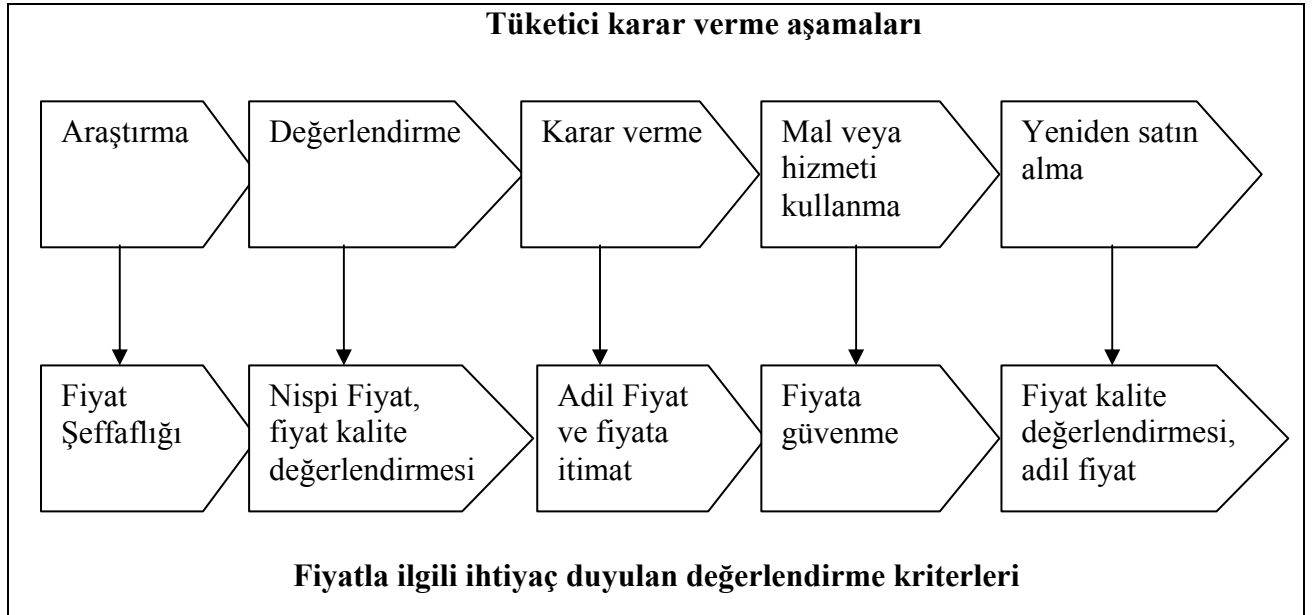 Tüketici karar verme aşamaları
Araştırma
Değerlendirme
Karar verme
Mal veya
hizmeti
kullanma
Yeniden satın
alma
Fiyat
Şeffaflığı
Nispi Fiyat,
fiyat kalite
değerlendirmesi
Adil Fiyat
ve fiyata
itimat
Fiyata
güvenme
Fiyat kalite
değerlendirmesi,
adil fiyat
Fiyatla ilgili ihtiyaç duyulan değerlendirme kriterleri